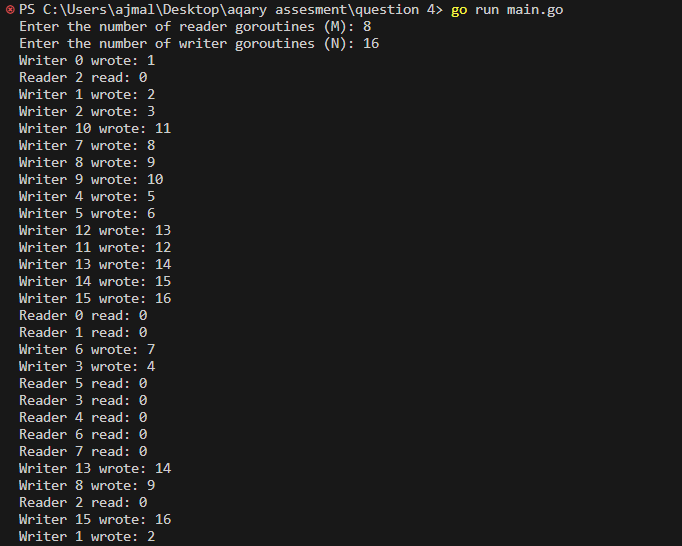 PS C:\Users\ajmal\Desktop\aqary assesment\question 4> go run main.go
Enter the number of reader goroutines (M): 8
Enter the number of writer goroutines (N): 16
Writer 0 wrote: 1
Reader 2 read: 0
Writer 1 wrote: 2
Writer 2 wrote: 3
Writer 10 wrote: 11
Writer 7 wrote: 8
Writer 8 wrote: 9
Writer 9 wrote: 10
Writer 4 wrote: 5
Writer 5 wrote: 6
Writer 12 wrote: 13
Writer 11 wrote: 12
Writer 13 wrote: 14
Writer 14 wrote: 15
Writer 15 wrote: 16
Reader 0 read: 0
Reader 1 read: 0
Writer 6 wrote: 7
Writer 3 wrote: 4
Reader 5 read: 0
Reader 3 read: 0
Reader 4 read: 0
Reader 6 read: 0
Reader 7 read: 0
Writer 13 wrote: 14
Writer 8 wrote: 9
Reader 2 read: 0
Writer 15 wrote: 16
Writer 1 wrote: 2